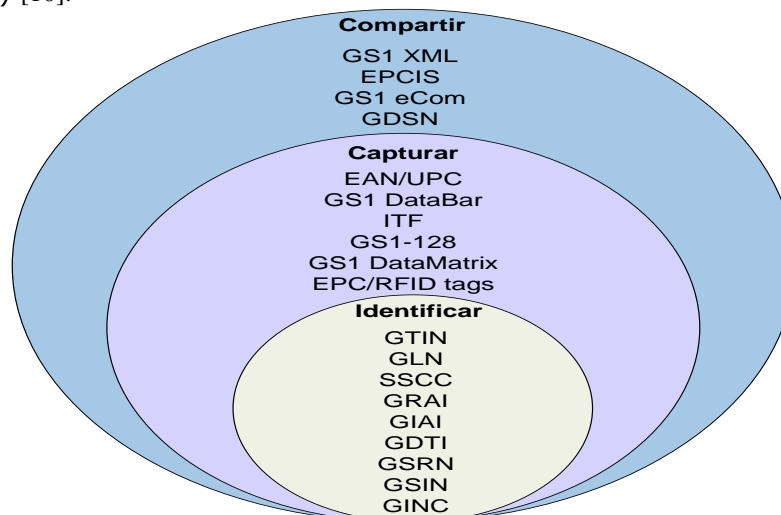 [10].
Compartir
GS1 XML
EPCIS
GS1 eCom
GDSN
Capturar
EAN/UPC
GS1 DataBar
ITF
GS1-128
GS1 DataMatrix
EPC/RFID tags
Identificar
GTIN
GLN
SSCC
GRAI
GIAI
GDTI
GSRN
GSIN
GINC